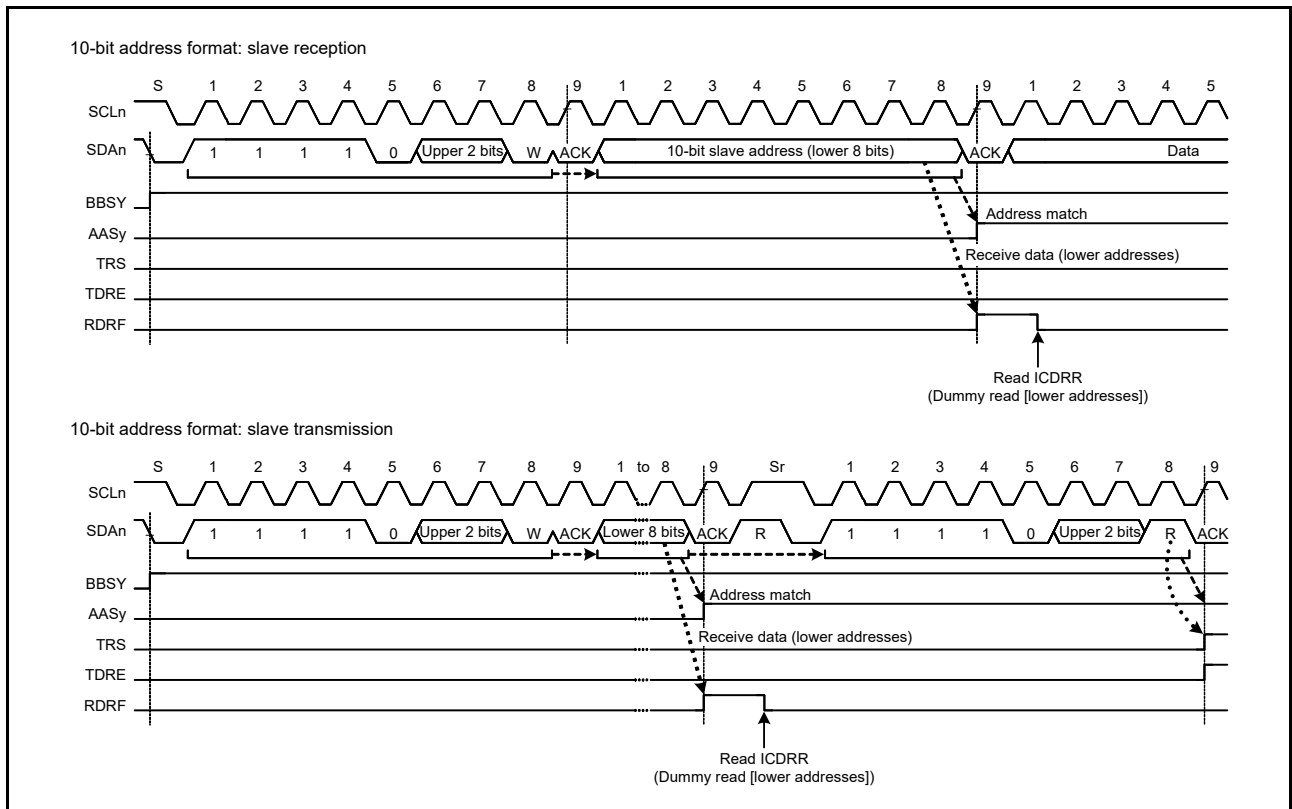 10-bit address format: slave reception
S 1 2 3 4 5 6 7 8 9 1 2 3 4 5 6 7 8 9 1 2 3 4 5
SCLn
SDAn 1 1 1 1 0 Upper 2 bits W ACK 10-bit slave address (lower 8 bits) ACK Data
BBSY
Address match
AASy
TRS
Receive data (lower addresses)
TDRE
RDRF
Read ICDRR
(Dummy read [lower addresses])
10-bit address format: slave transmission
S 1 2 3 4 5 6 7 8 9 1 to 8 9 Sr 1 2 3 4 5 6 7 8 9
SCLn
SDAn 1 1 1 1 0 Upper 2 bits W ACK Lower 8 bits ACK R 1 1 1 1 0 Upper 2 bits R ACK
BBSY
Address match
AASy
Receive data (lower addresses)
TRS
TDRE
RDRF
Read ICDRR
(Dummy read [lower addresses])